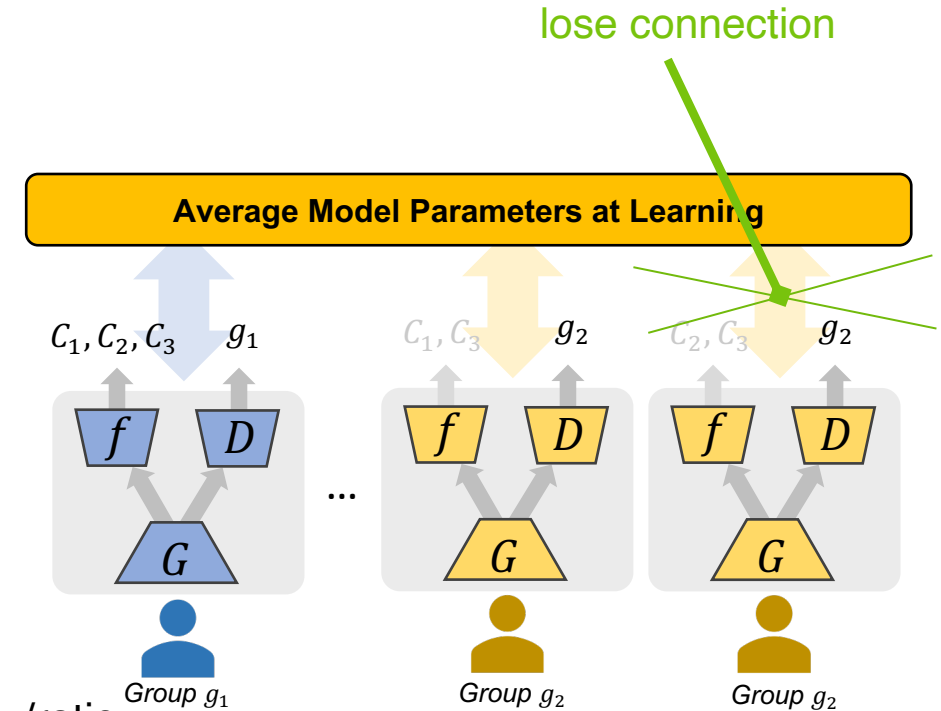 lose connection
Average Model Parameters at Learning
C₁, C₂, C₃ g₁ C₁, C₃ g₂ C₂, C₃ g₂
f D ... f D f D
G G G
Group g₁ Group g₂ Group g₂